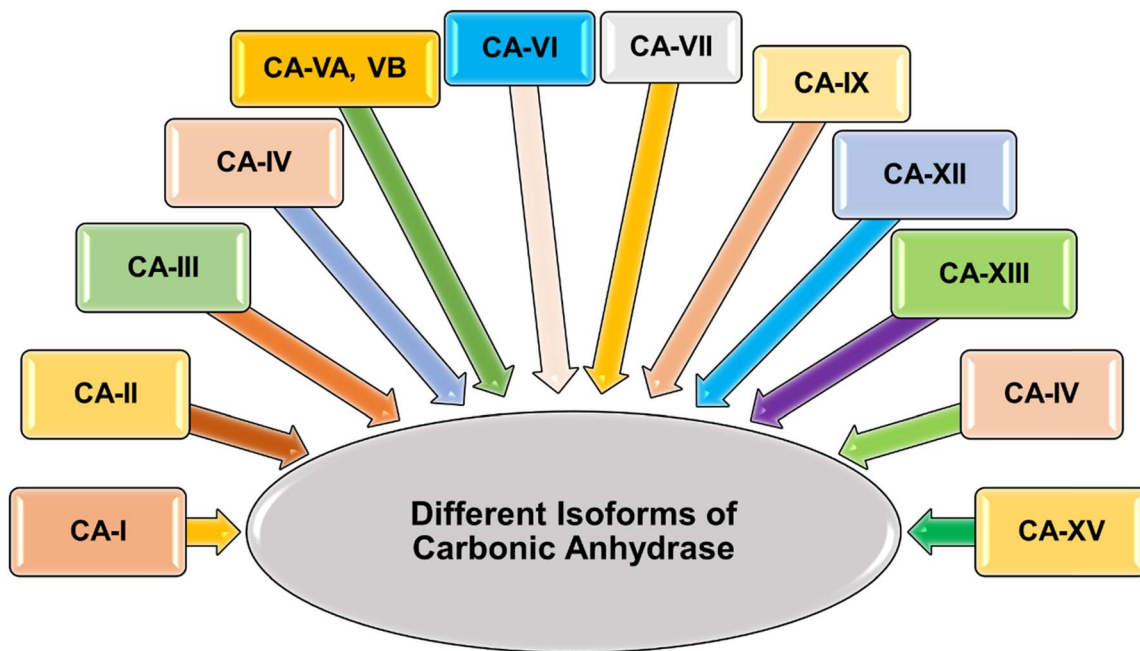 CA-I
CA-II
CA-III
CA-IV
CA-VA, VB
CA-VI
CA-VII
CA-IX
CA-XII
CA-XIII
CA-IV
CA-XV
Different Isoforms of
Carbonic Anhydrase